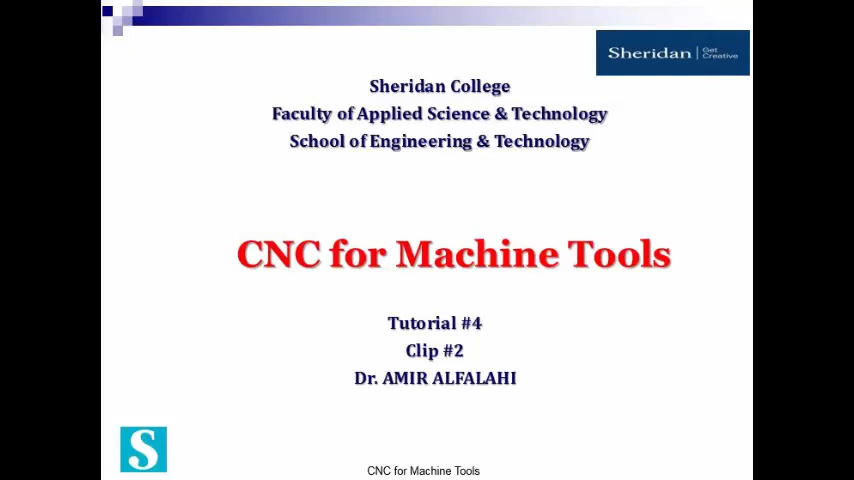 Sheridan | Get Creative
Sheridan College
Faculty of Applied Science & Technology
School of Engineering & Technology
CNC for Machine Tools
Tutorial #4
Clip #2
Dr. AMIR ALFALAHI
S
CNC for Machine Tools